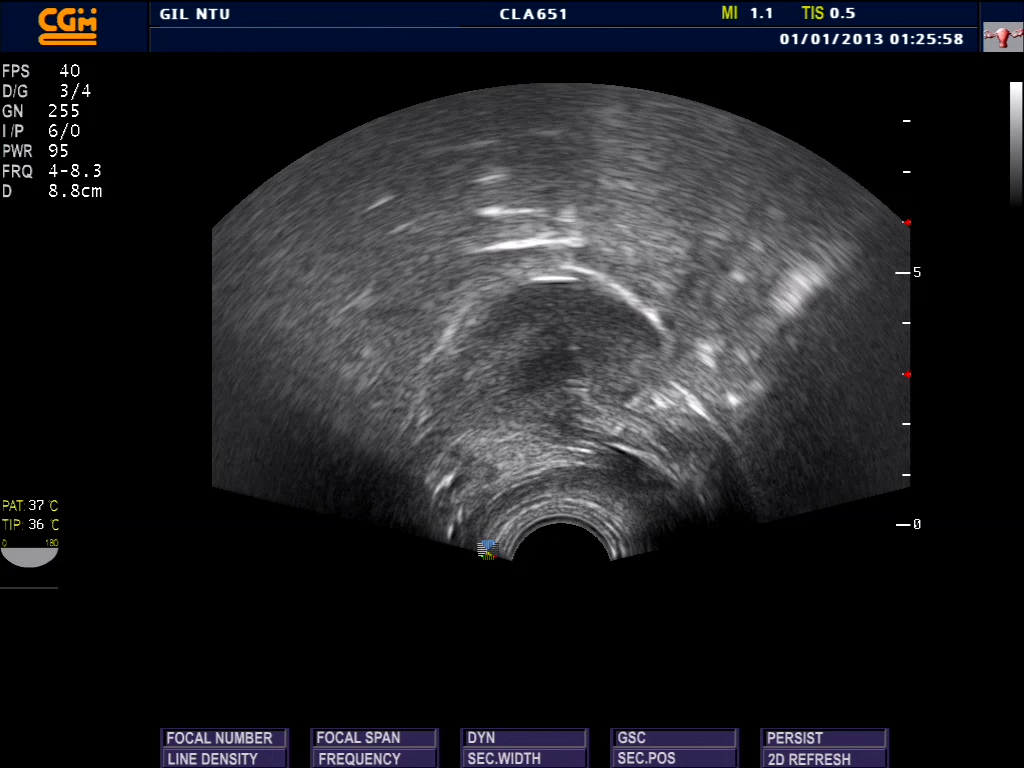 CGM
GIL NTU CLA651 MI 1.1 TIS 0.5
01/01/2013 01:25:58
FPS 40
D/G 3/4
GN 255
I/P 6/0
PWR 95
FRQ 4-8.3
D 8.8cm
5
PAT: 37 ℃
TIP: 36 ℃
0 180
0
FOCAL NUMBER FOCAL SPAN DYN GSC PERSIST
LINE DENSITY FREQUENCY SEC.WIDTH SEC.POS 2D REFRESH